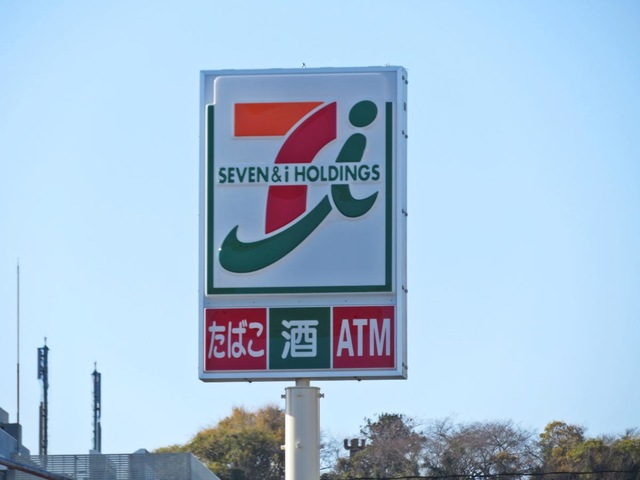 SEVEN & i HOLDINGS
たばこ 酒 ATM